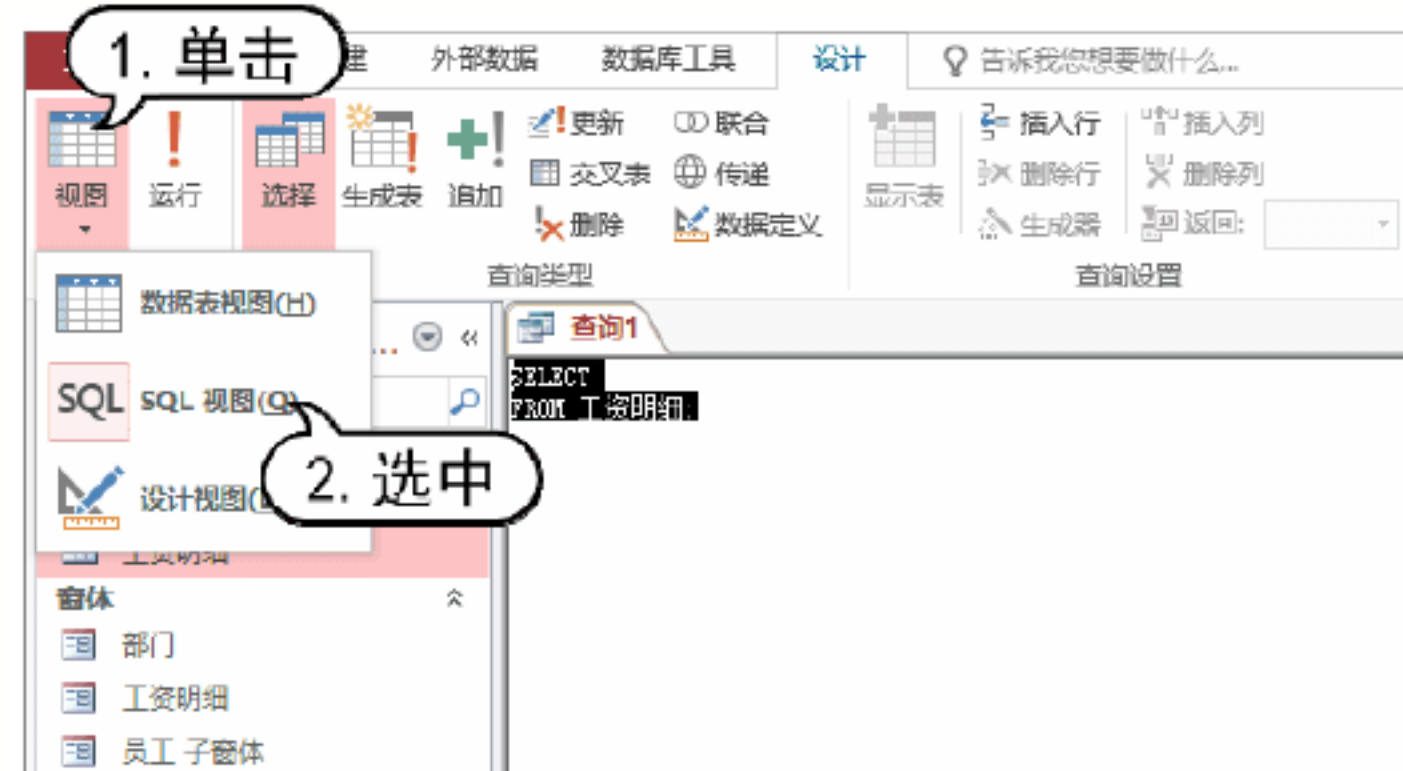 1. 单击
建 外部数据 数据库工具 设计 告诉我您想要做什么...
视图 运行 选择 生成表 追加 更新 交叉表 删除 联合 传递 数据定义
查询类型
显示表 插入行 删除行 生成器 插入列 删除列 返回:
查询设置
数据表视图(H)
SQL SQL 视图(Q)
设计视图(
2. 选中
... «
查询1
SELECT
FROM 工资明细;
工资明细
窗体
部门
工资明细
员工 子窗体